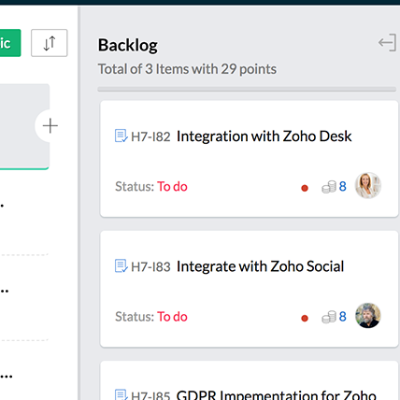 ic
Backlog
Total of 3 Items with 29 points
H7-I82 Integration with Zoho Desk
Status: To do 8
H7-I83 Integrate with Zoho Social
Status: To do 8
H7-I85 GDPR Impementation for Zoho
.
..
...